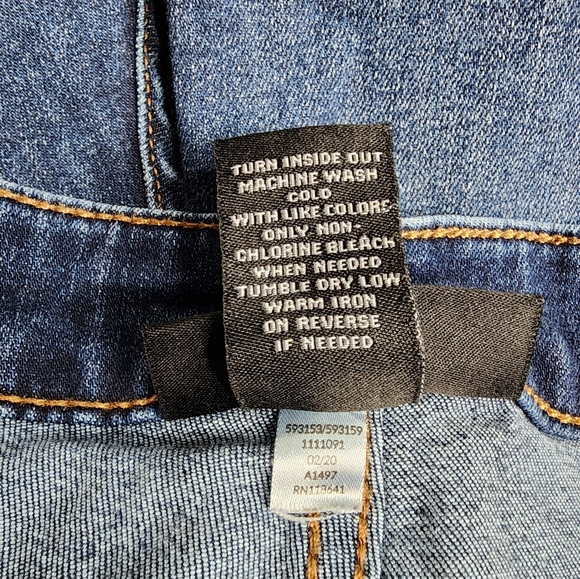 TURN INSIDE OUT
MACHINE WASH
COLD
WITH LIKE COLORS
ONLY NON-
CHLORINE BLEACH
WHEN NEEDED
TUMBLE DRY LOW
WARM IRON
ON REVERSE
IF NEEDED
593153/593159
1111091
02/20
A1497
RN113641